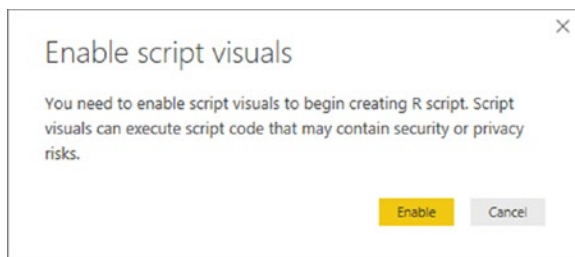 Enable script visuals
You need to enable script visuals to begin creating R script. Script
visuals can execute script code that may contain security or privacy
risks.
Enable
Cancel